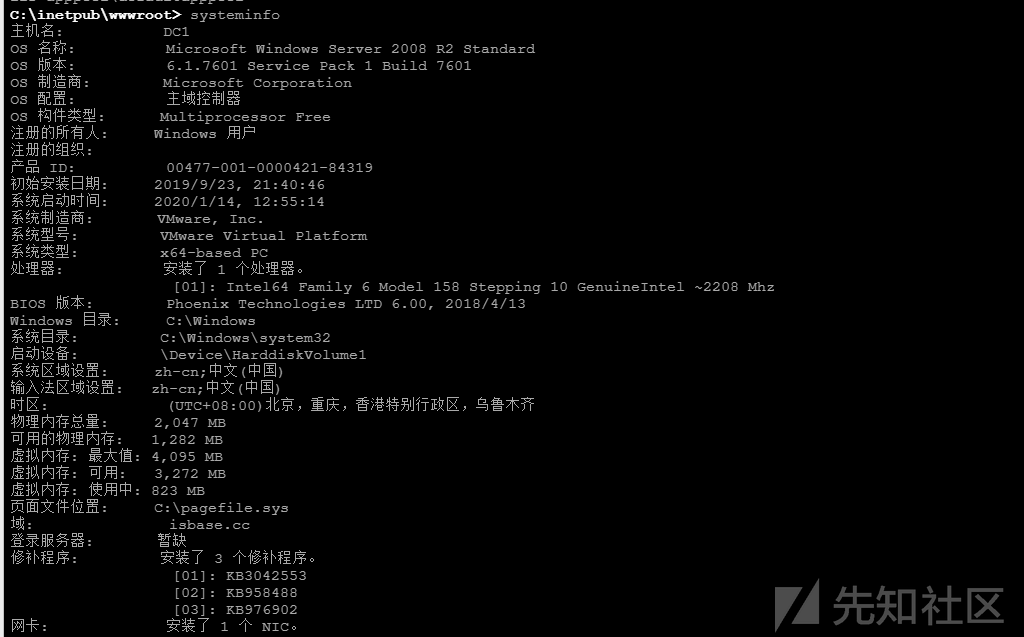 C:\inetpub\wwwroot> systeminfo
主机名: DC1
OS 名称: Microsoft Windows Server 2008 R2 Standard
OS 版本: 6.1.7601 Service Pack 1 Build 7601
OS 制造商: Microsoft Corporation
OS 配置: 主域控制器
OS 构件类型: Multiprocessor Free
注册的所有人: Windows 用户
注册的组织:
产品 ID: 00477-001-0000421-84319
初始安装日期: 2019/9/23, 21:40:46
系统启动时间: 2020/1/14, 12:55:14
系统制造商: VMware, Inc.
系统型号: VMware Virtual Platform
系统类型: x64-based PC
处理器: 安装了 1 个处理器。
[01]: Intel64 Family 6 Model 158 Stepping 10 GenuineIntel ~2208 Mhz
BIOS 版本: Phoenix Technologies LTD 6.00, 2018/4/13
Windows 目录: C:\Windows
系统目录: C:\Windows\system32
启动设备: \Device\HarddiskVolume1
系统区域设置: zh-cn;中文(中国)
输入法区域设置: zh-cn;中文(中国)
时区: (UTC+08:00)北京，重庆，香港特别行政区，乌鲁木齐
物理内存总量: 2,047 MB
可用的物理内存: 1,282 MB
虚拟内存: 最大值: 4,095 MB
虚拟内存: 可用: 3,272 MB
虚拟内存: 使用中: 823 MB
页面文件位置: C:\pagefile.sys
域: isbase.cc
登录服务器: 暂缺
修补程序: 安装了 3 个修补程序。
[01]: KB3042553
[02]: KB958488
[03]: KB976902
网卡: 安装了 1 个 NIC。
先知社区